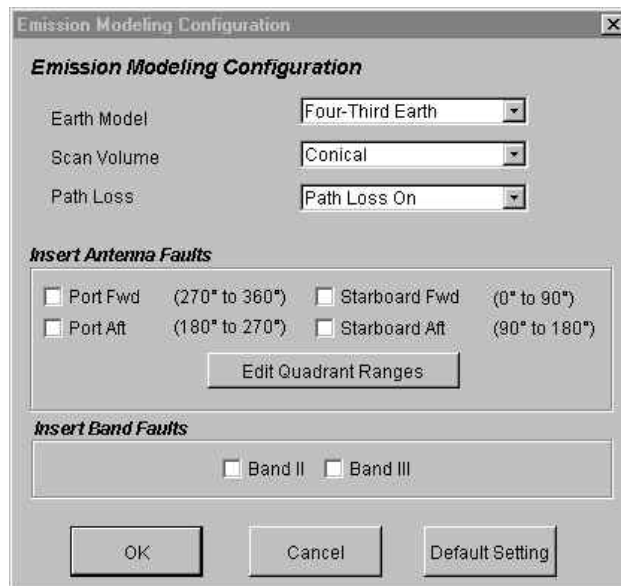 Emission Modeling Configuration
Emission Modeling Configuration
Earth Model Four-Third Earth
Scan Volume Conical
Path Loss Path Loss On
Insert Antenna Faults
Port Fwd (270° to 360°) Starboard Fwd (0° to 90°)
Port Aft (180° to 270°) Starboard Aft (90° to 180°)
Edit Quadrant Ranges
Insert Band Faults
Band II Band III
OK Cancel Default Setting